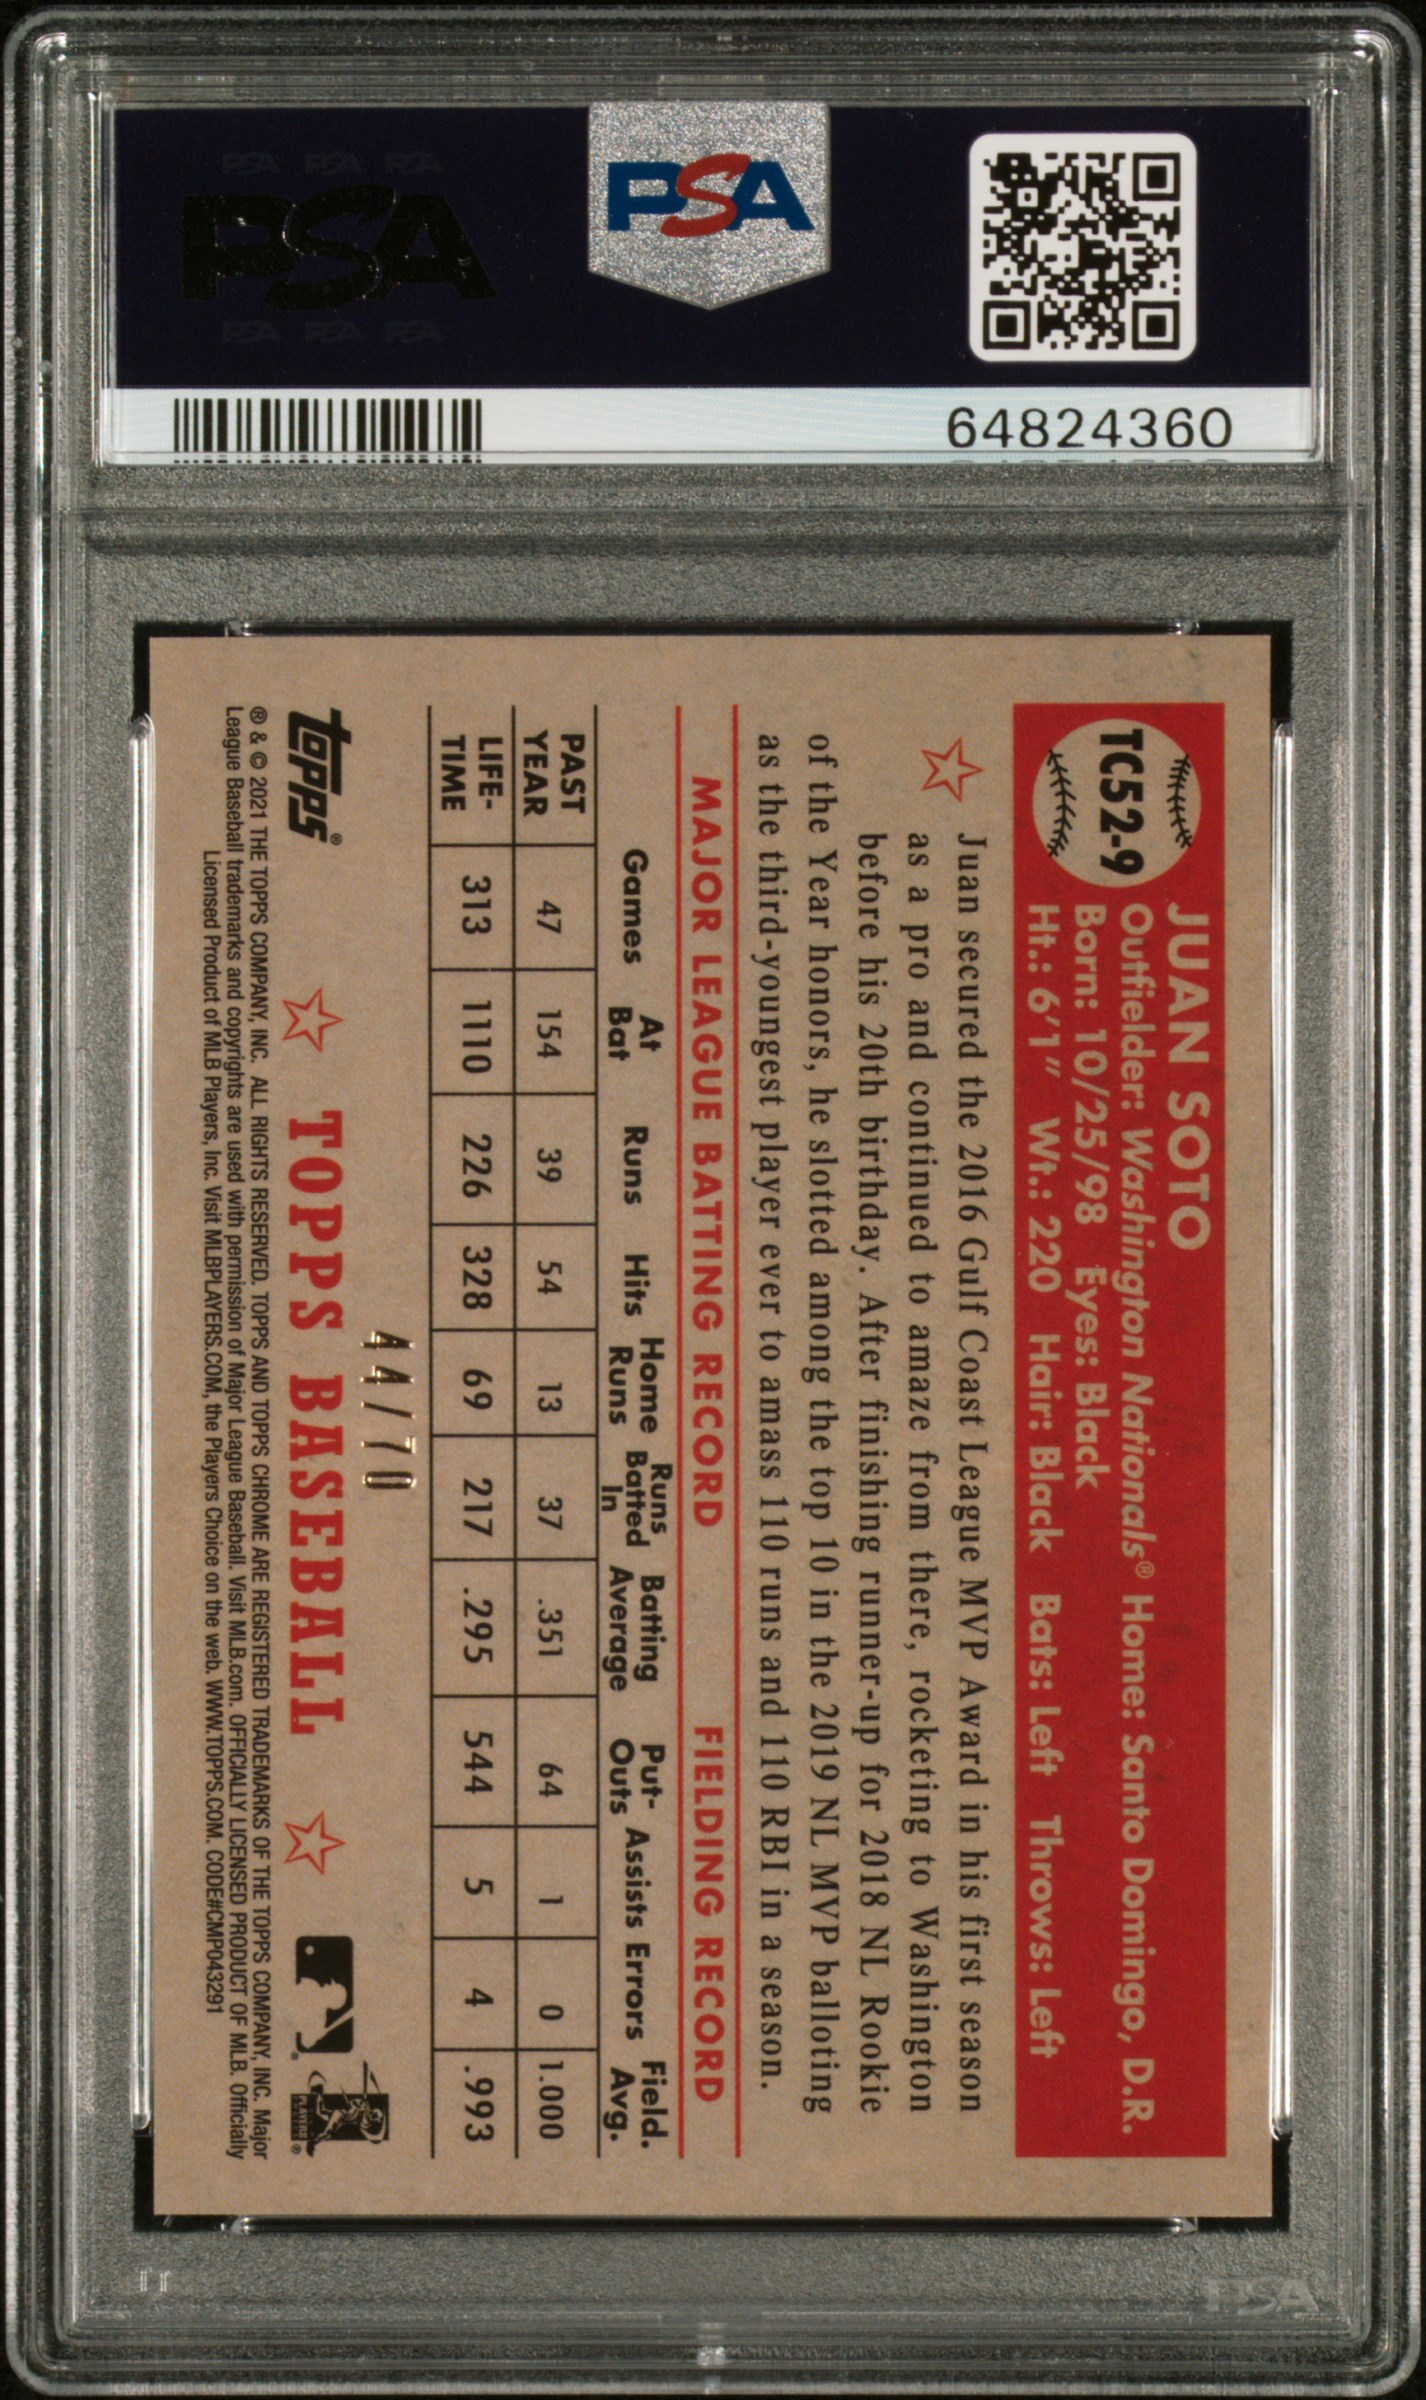 PSA PSA PSA
PSA
PSA PSA PSA
PSA
64824360
TC52-9
JUAN SOTO
Outfielder: Washington Nationals® Home: Santo Domingo, D.R.
Born: 10/25/98 Eyes: Black
Ht.: 6'1" Wt.: 220 Hair: Black Bats: Left Throws: Left
Juan secured the 2016 Gulf Coast League MVP Award in his first season
as a pro and continued to amaze from there, rocketing to Washington
before his 20th birthday. After finishing runner-up for 2018 NL Rookie
of the Year honors, he slotted among the top 10 in the 2019 NL MVP balloting
as the third-youngest player ever to amass 110 runs and 110 RBI in a season.
MAJOR LEAGUE BATTING RECORD FIELDING RECORD
Games At Bat Runs Hits Home Runs Runs Batted In Batting Average Put-Outs Assists Errors Field. Avg.
PAST YEAR 47 154 39 54 13 37 .351 64 1 0 1.000
LIFE-TIME 313 1110 226 328 69 217 .295 544 5 4 .993
44/70
topps® TOPPS BASEBALL
® & © 2021 THE TOPPS COMPANY, INC. ALL RIGHTS RESERVED. TOPPS AND TOPPS CHROME ARE REGISTERED TRADEMARKS OF THE TOPPS COMPANY, INC. Major
League Baseball trademarks and copyrights are used with permission of Major League Baseball. Visit MLB.com. OFFICIALLY LICENSED PRODUCT OF MLB. Officially
Licensed Product of MLB Players, Inc. Visit MLBPLAYERS.COM, the Players Choice on the web. WWW.TOPPS.COM. CODE#CMP043291
PSA